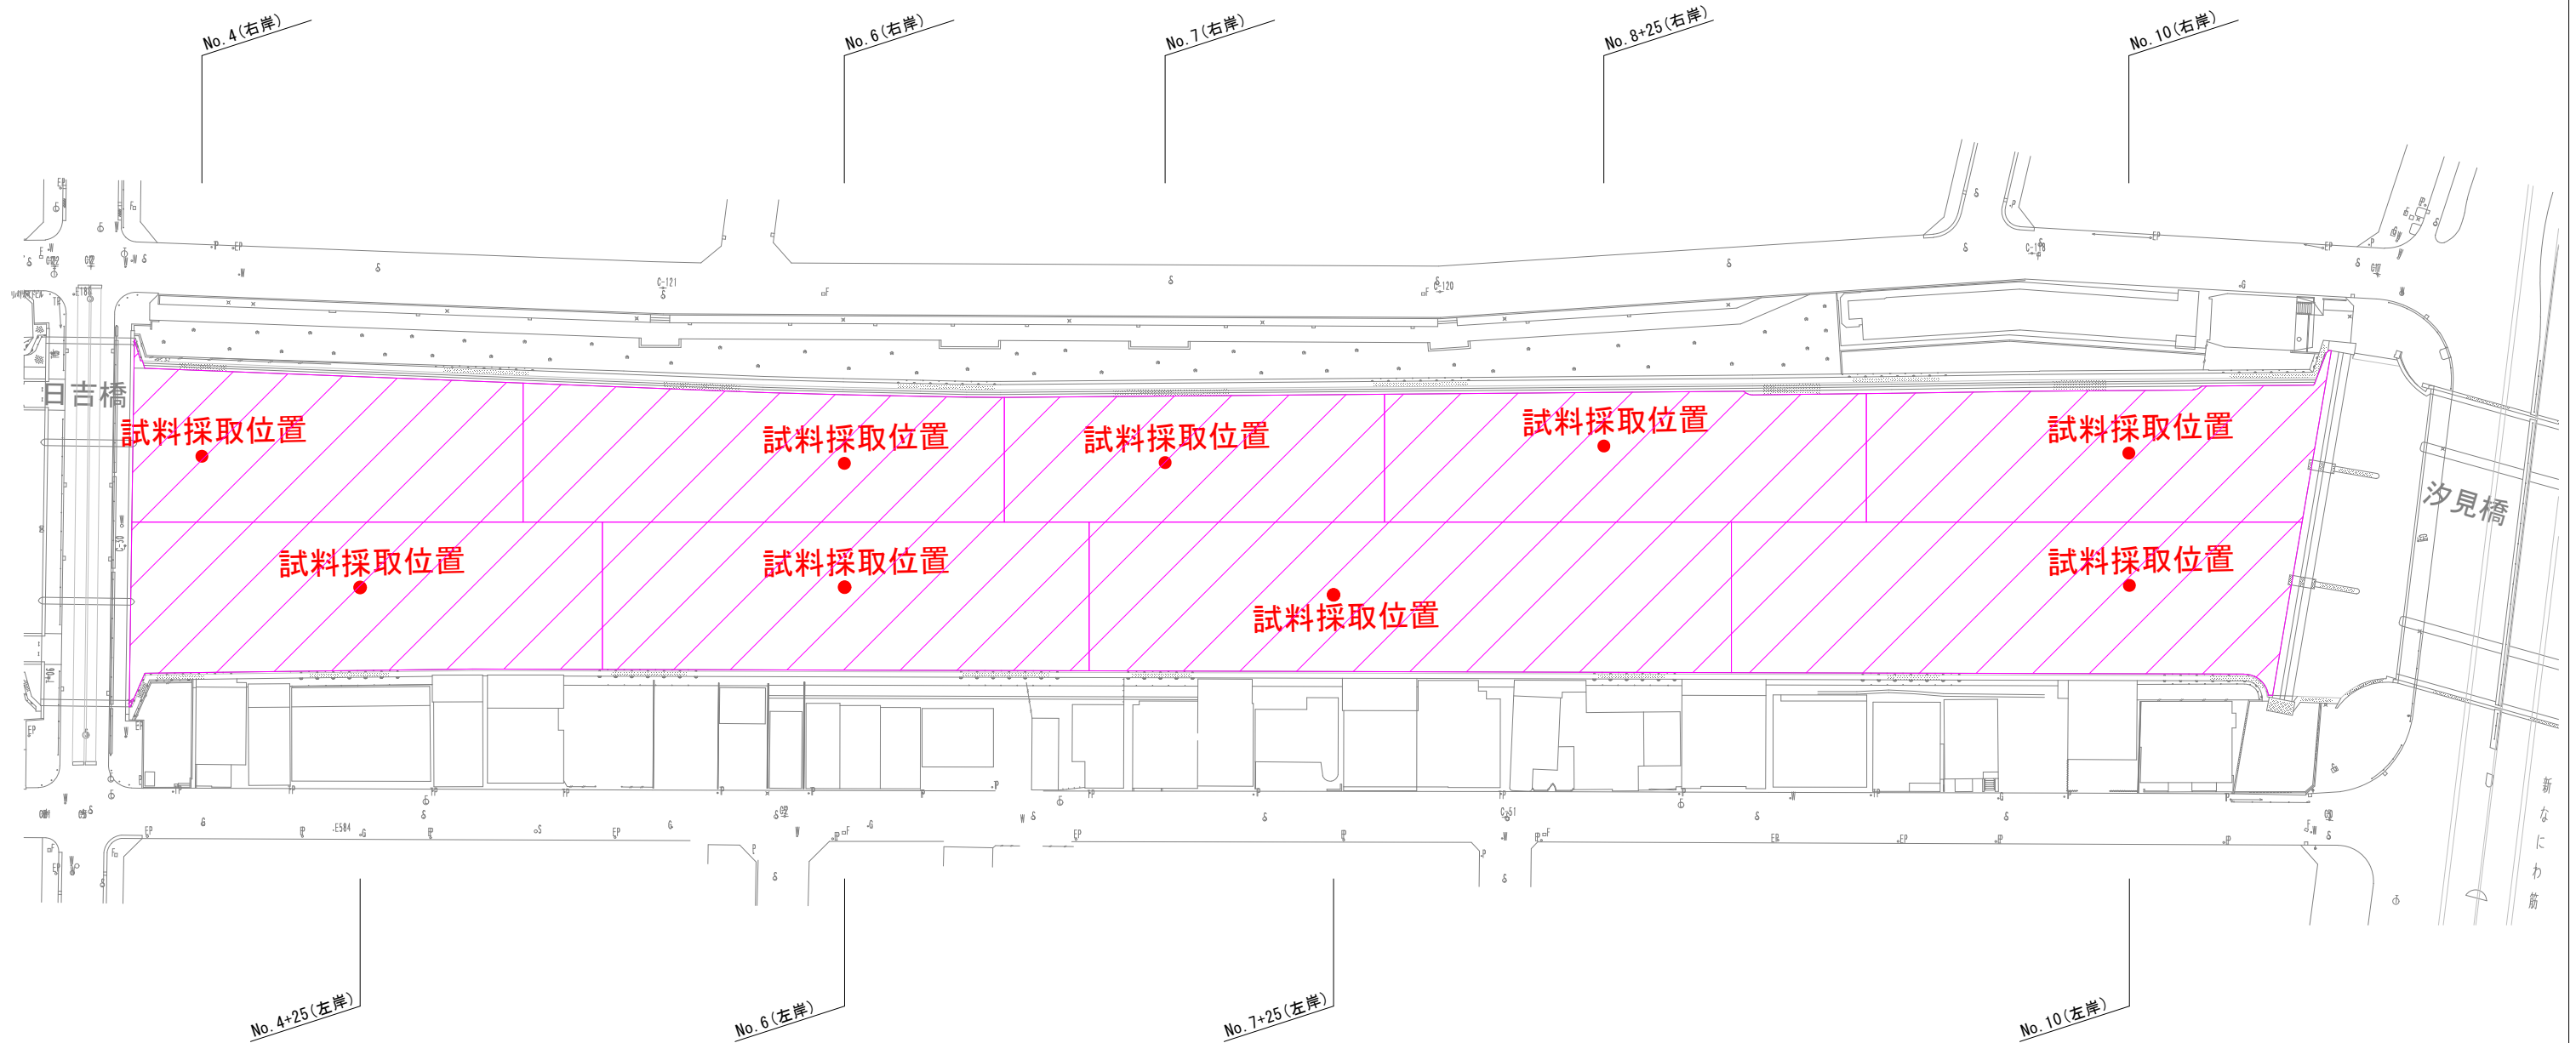 No.4(右岸)
No.6(右岸)
No.7(右岸)
No.8+25(右岸)
No.10(右岸)
C-121
C-120
日吉橋
試料採取位置
試料採取位置
試料採取位置
試料採取位置
試料採取位置
汐見橋
C-50
試料採取位置
試料採取位置
試料採取位置
試料採取位置
新なにわ筋
E584
C-51
No.4+25(左岸)
No.6(左岸)
No.7+25(左岸)
No.10(左岸)